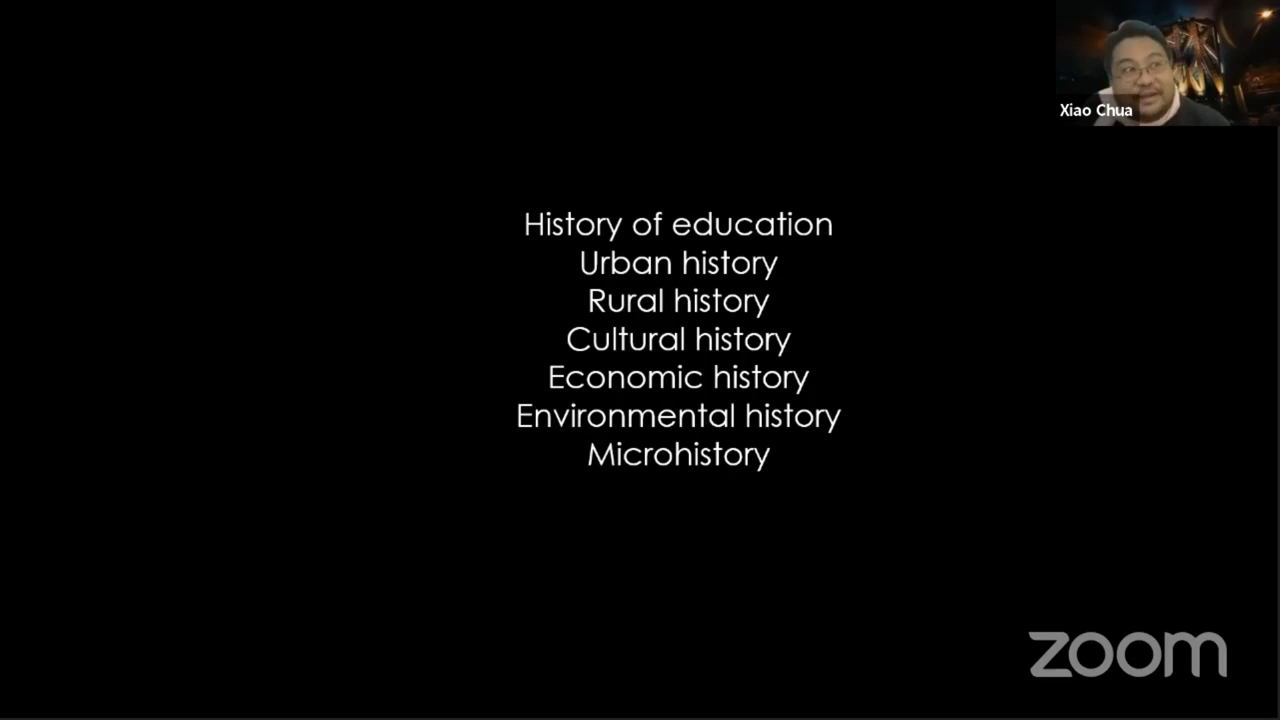 Xiao Chua
History of education
Urban history
Rural history
Cultural history
Economic history
Environmental history
Microhistory
zoom